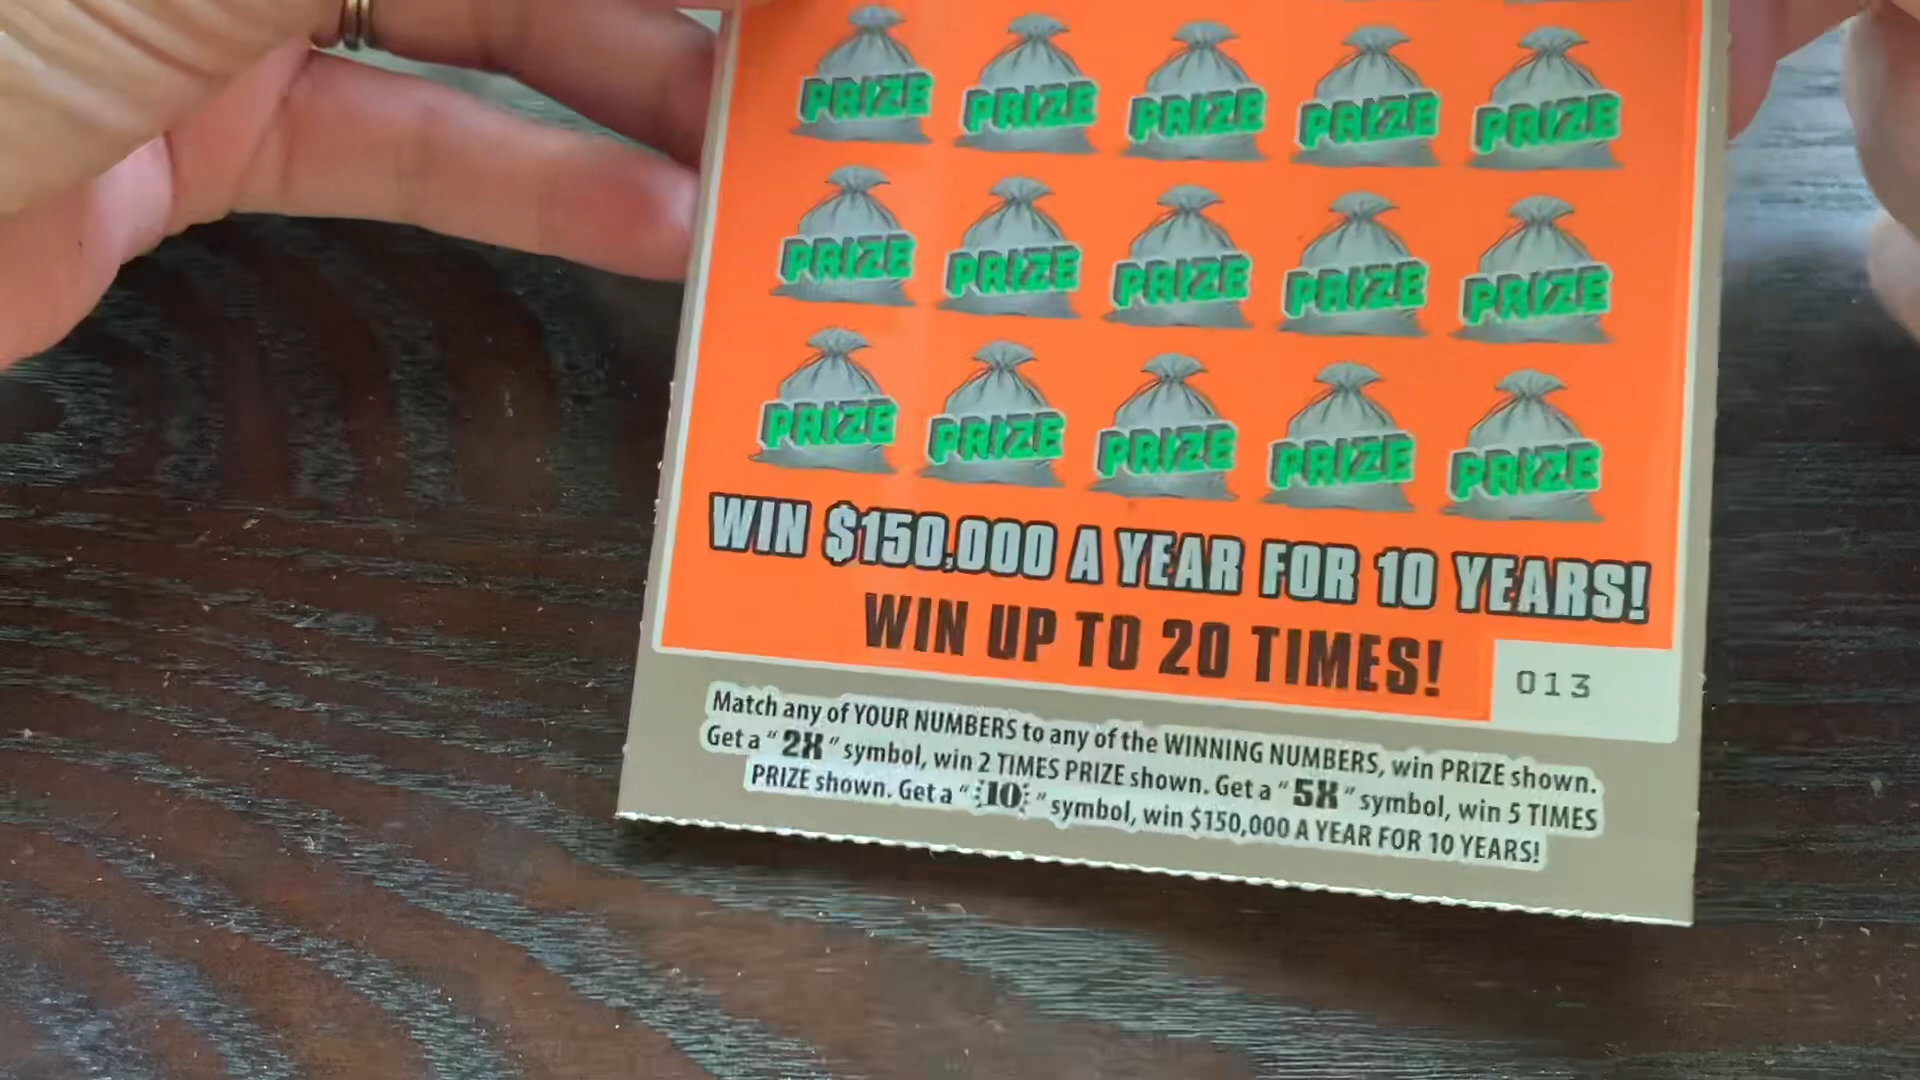 PRIZE PRIZE PRIZE PRIZE PRIZE
PRIZE PRIZE PRIZE PRIZE PRIZE
PRIZE PRIZE PRIZE PRIZE PRIZE
WIN $150,000 A YEAR FOR 10 YEARS!
WIN UP TO 20 TIMES!
013
Match any of YOUR NUMBERS to any of the WINNING NUMBERS, win PRIZE shown.
Get a "2X" symbol, win 2 TIMES PRIZE shown. Get a "5X" symbol, win 5 TIMES
PRIZE shown. Get a "10" symbol, win $150,000 A YEAR FOR 10 YEARS!